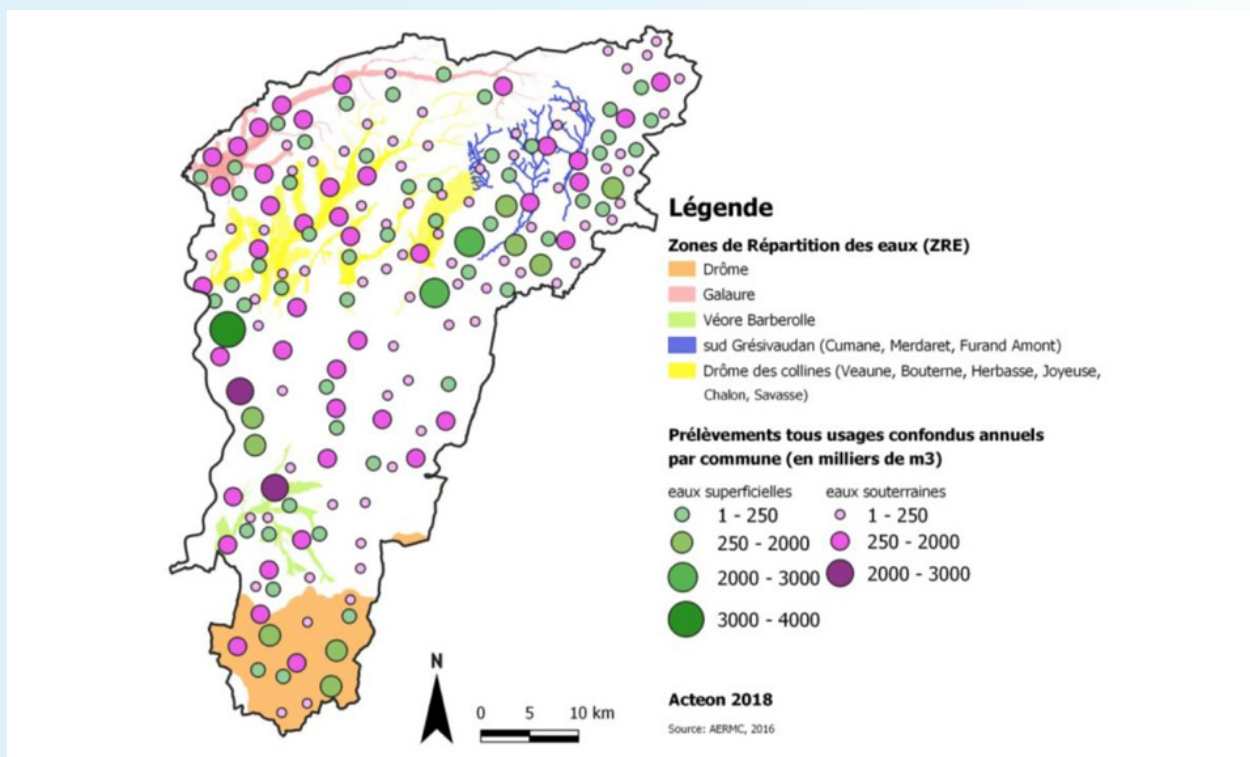 Légende
Zones de Répartition des eaux (ZRE)
Drôme
Galaure
Véore Barberolle
sud Grésivaudan (Cumane, Merdaret, Furand Amont)
Drôme des collines (Veaune, Bouterne, Herbasse, Joyeuse,
Chalon, Savasse)
Prélèvements tous usages confondus annuels
par commune (en milliers de m3)
eaux superficielles eaux souterraines
1 - 250 1 - 250
250 - 2000 250 - 2000
2000 - 3000 2000 - 3000
3000 - 4000
N
0 5 10 km
Acteon 2018
Source: AERMC, 2016